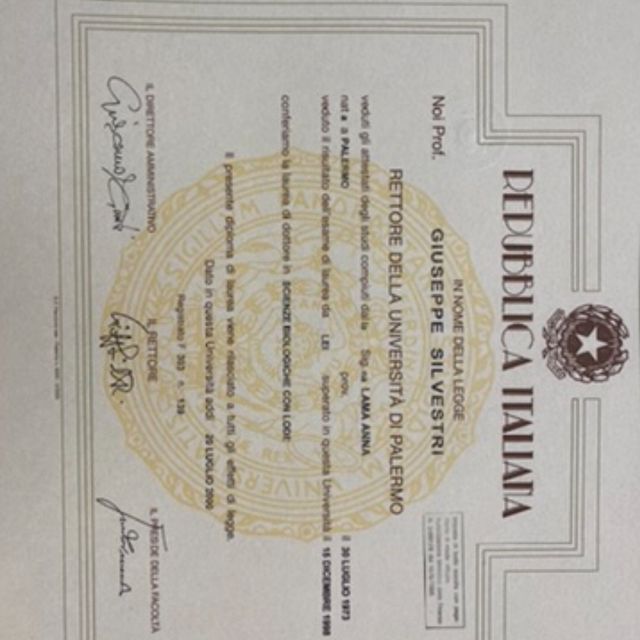 REPUBBLICA ITALIANA
IN NOME DELLA LEGGE
Noi Prof. GIUSEPPE SILVESTRI
RETTORE DELLA UNIVERSITÀ DI PALERMO
veduti gli attestati degli studi compiuti dalla Sig.na LAMA ANNA
nata a PALERMO il 30 LUGLIO 1973
veduto il risultato dell'esame di laurea da LEI superato in questa Università il 15 DICEMBRE 1998
conferiamo la laurea di dottore in SCIENZE BIOLOGICHE CON LODE
Il presente diploma di laurea viene rilasciato a tutti gli effetti di legge.
Dato in questa Università addì 20 LUGLIO 2006
IL DIRETTORE AMMINISTRATIVO IL RETTORE IL PRESIDE DELLA FACOLTÀ